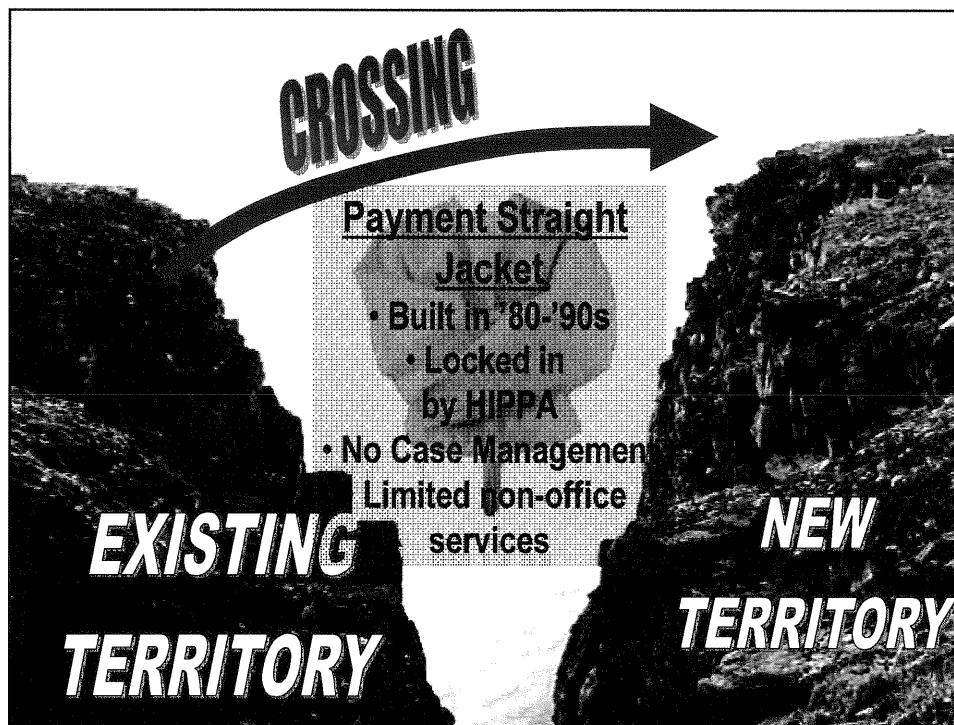 CROSSING
Payment Straight
Jacket
• Built in '80-'90s
• Locked in
by HIPPA
• No Case Managemen
Limited non-office
services
EXISTING
TERRITORY
NEW
TERRITORY